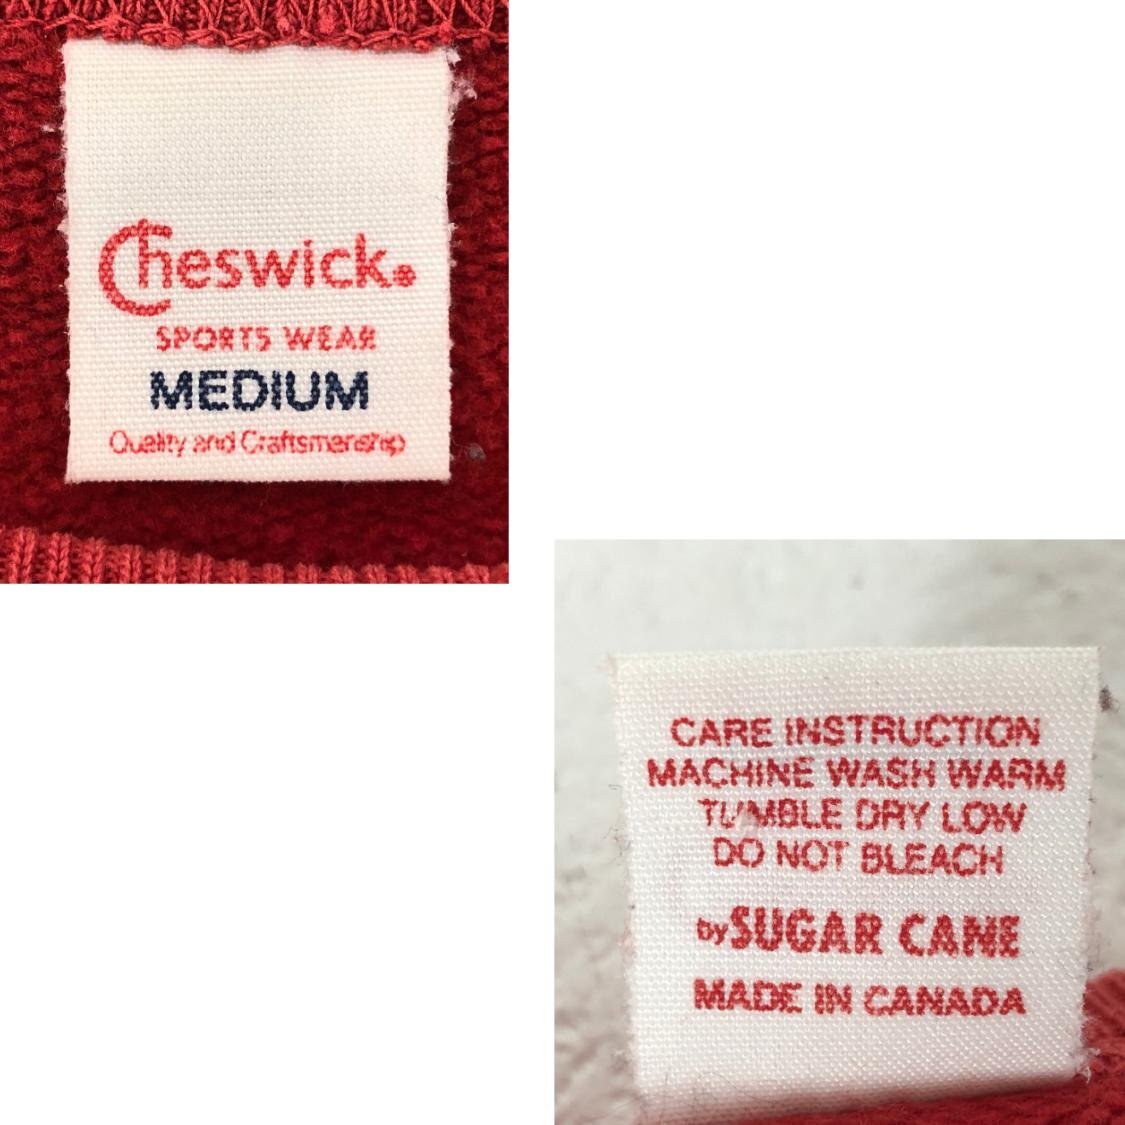 Cheswick®
SPORTS WEAR
MEDIUM
Quality and Craftsmanship
CARE INSTRUCTION
MACHINE WASH WARM
TUMBLE DRY LOW
DO NOT BLEACH
by SUGAR CANE
MADE IN CANADA